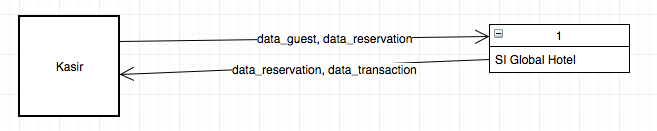 Kasir
data_guest, data_reservation
data_reservation, data_transaction
1
SI Global Hotel